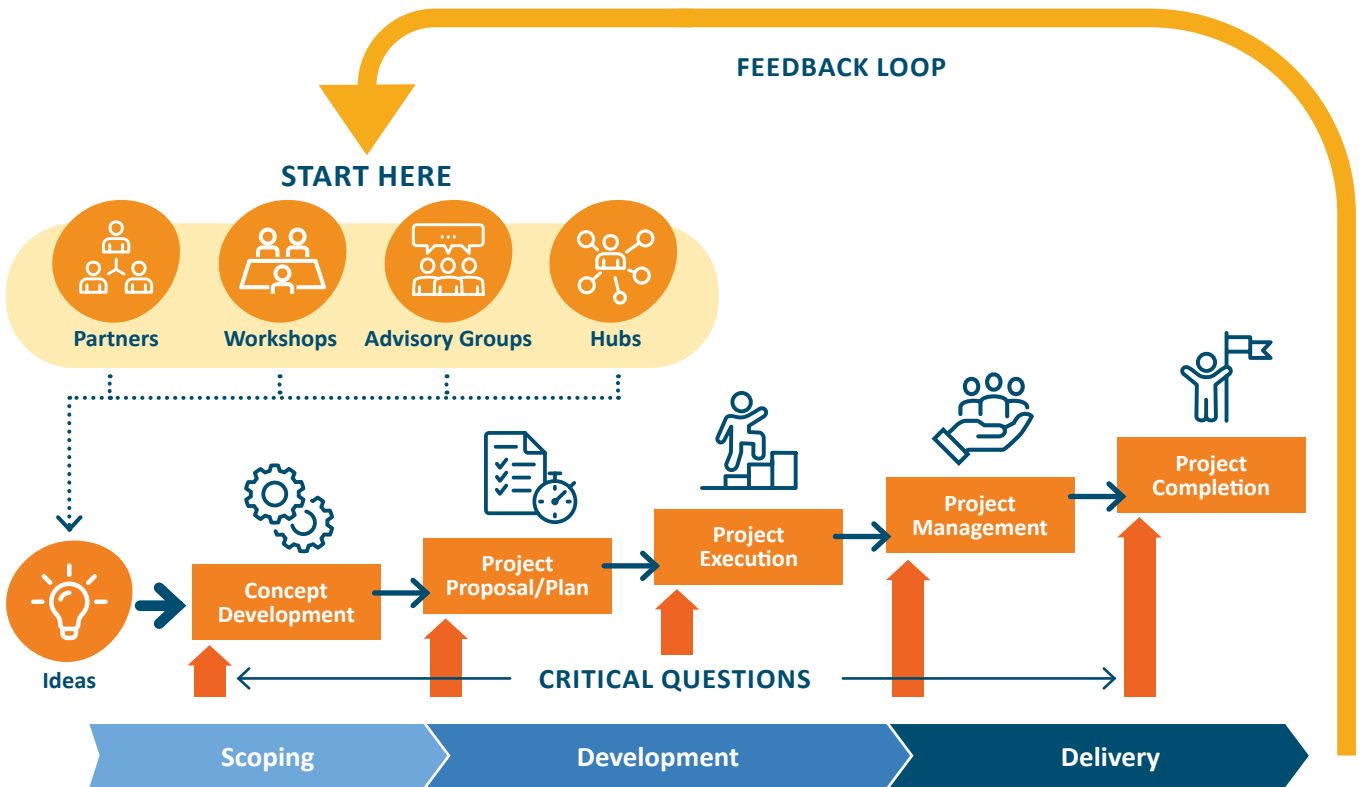 FEEDBACK LOOP
START HERE
...
Partners
Workshops
Advisory Groups
Hubs
Project
Completion
Project
Management
Project
Execution
Project
Proposal/Plan
Concept
Development
Ideas
CRITICAL QUESTIONS
Scoping
Development
Delivery